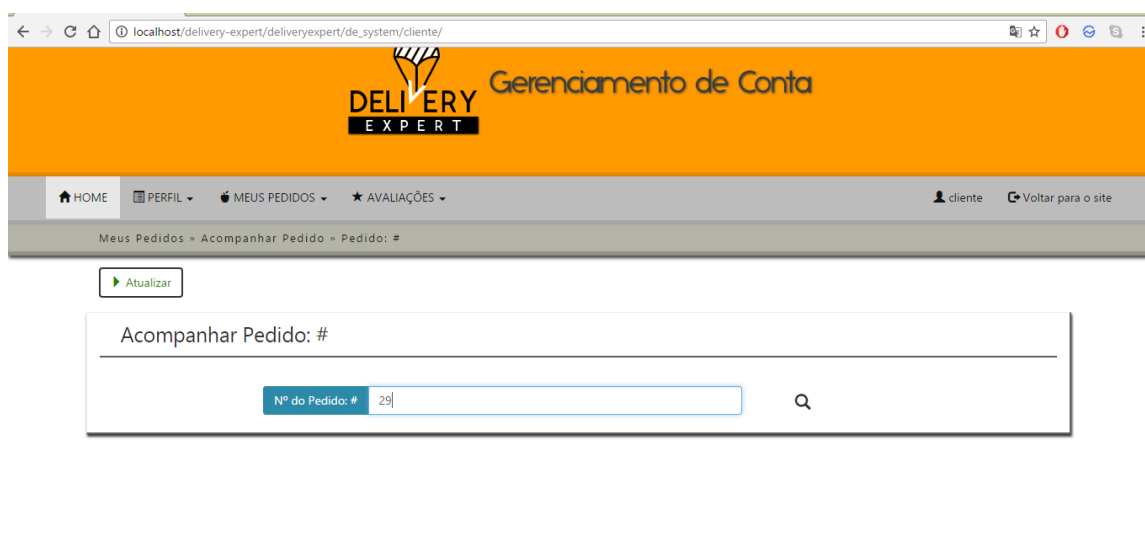 localhost/delivery-expert/deliveryexpert/de_system/cliente/
DELIVERY
EXPERT
Gerenciamento de Conta
HOME PERFIL MEUS PEDIDOS AVALIAÇÕES cliente Voltar para o site
Meus Pedidos » Acompanhar Pedido » Pedido: #
Atualizar
Acompanhar Pedido: #
Nº do Pedido: # 29